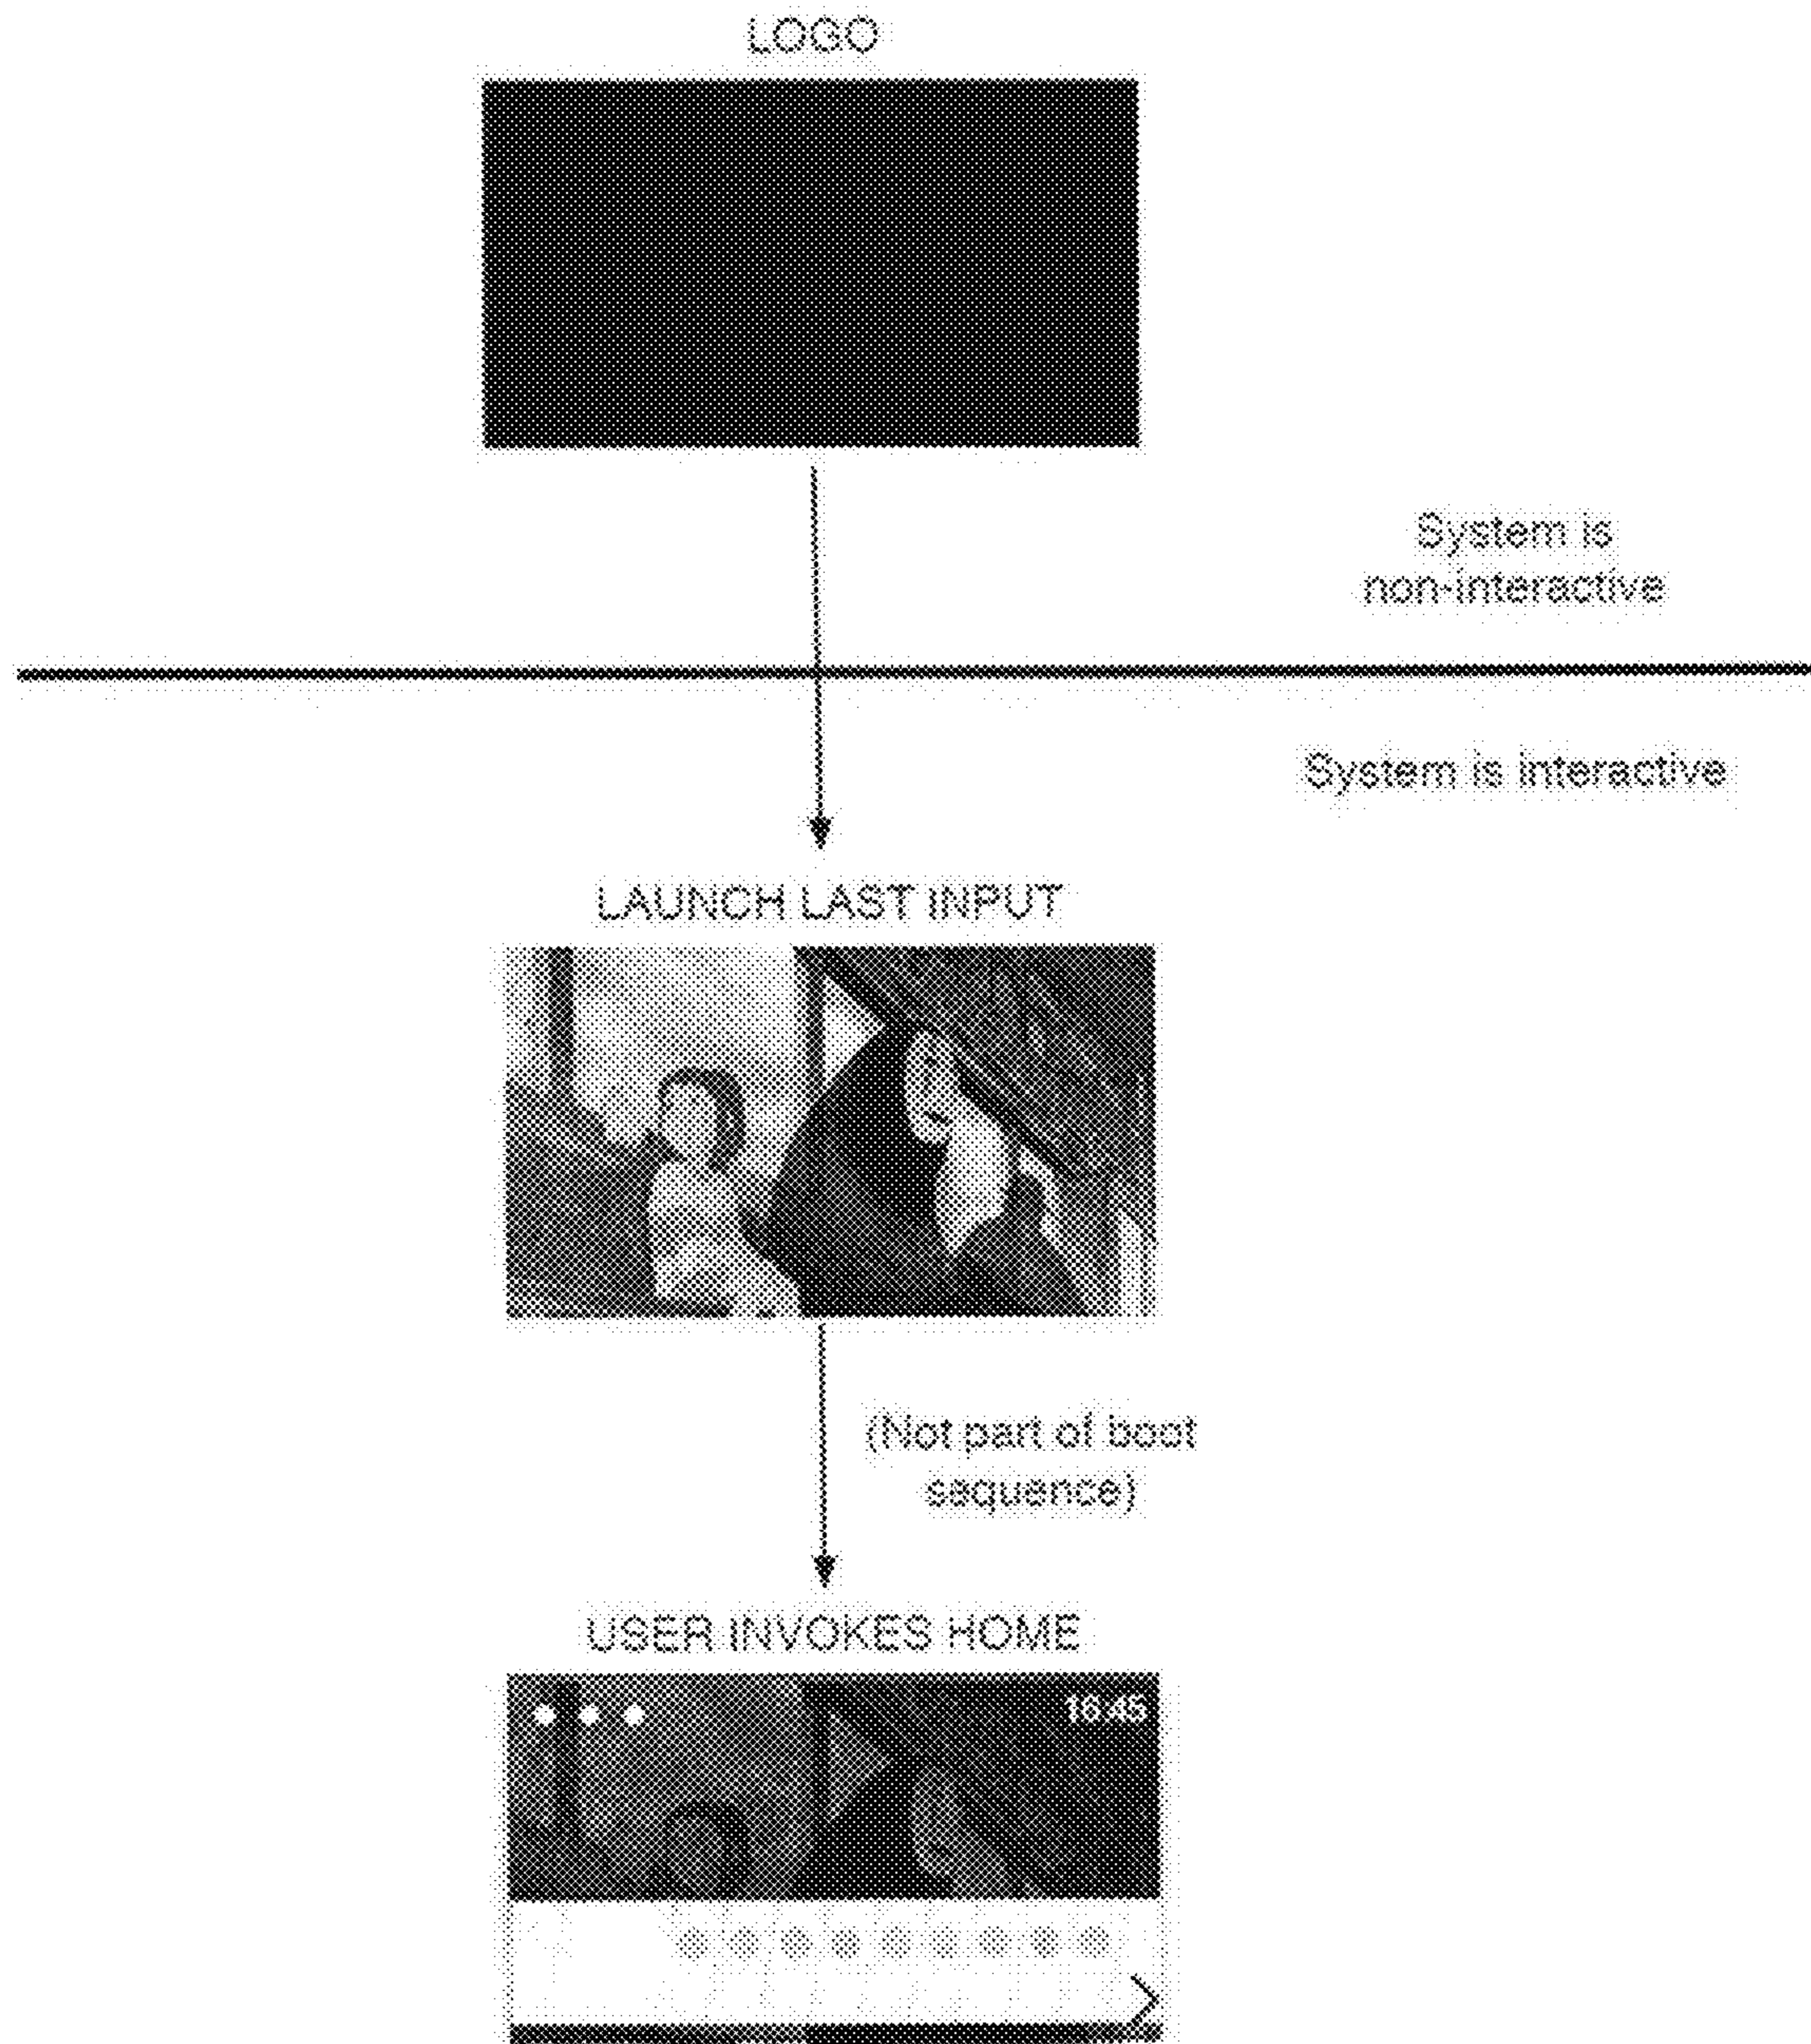 LOGO
System is
non-interactive
System is interactive
LAUNCH LAST INPUT
(Not part of boot
sequence)
USER INVOKES HOME
16:45